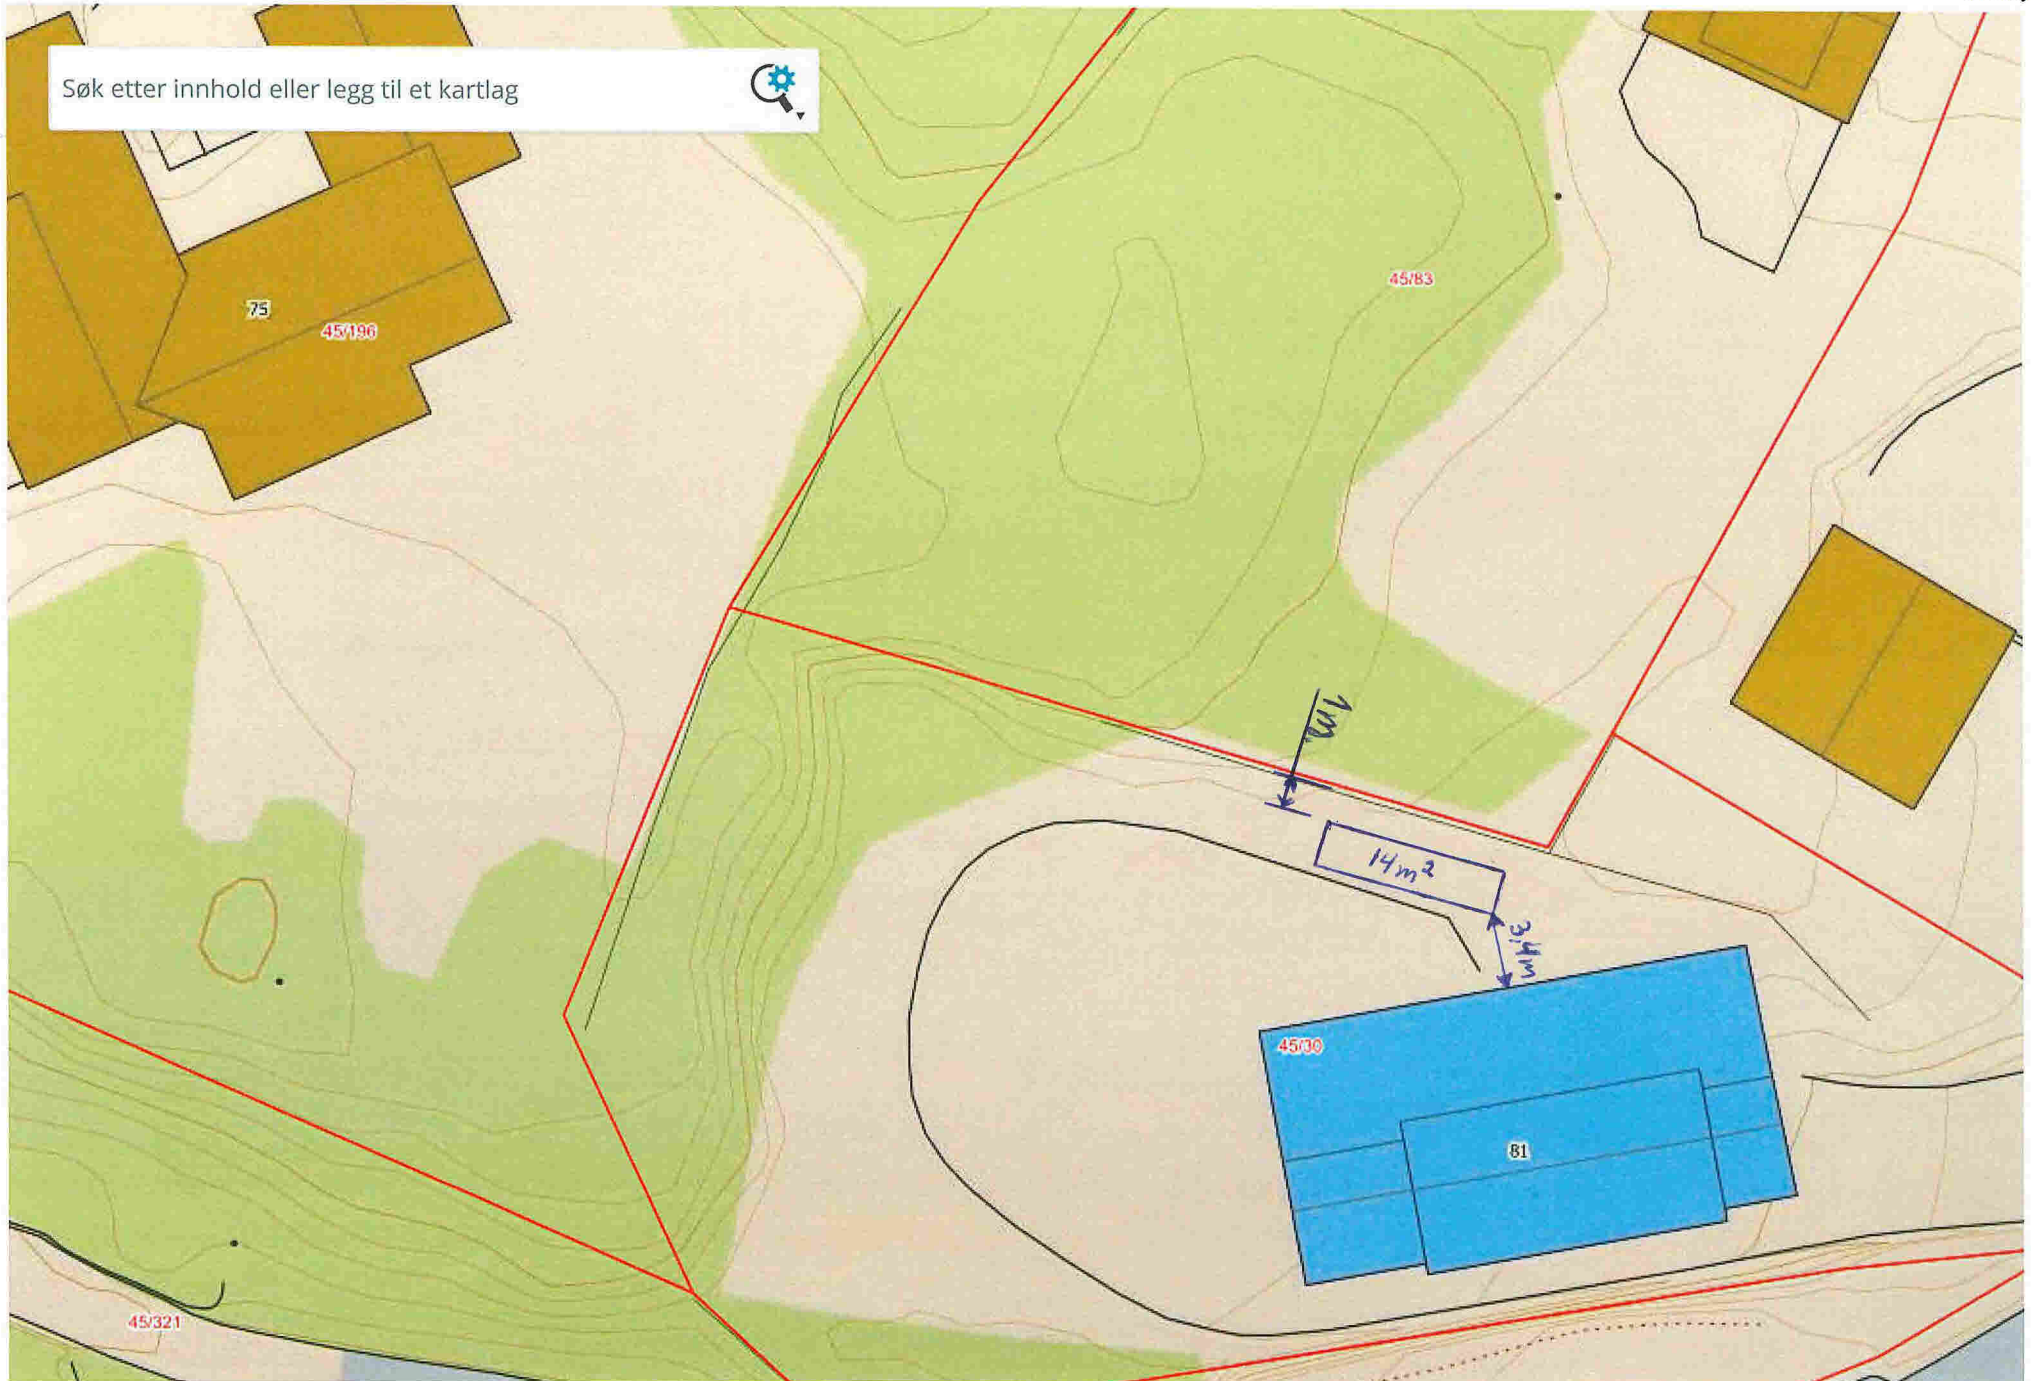 Søk etter innhold eller legg til et kartlag
45/83
75
45/196
1m.
14m²
3,4m
45/30
81
45/321